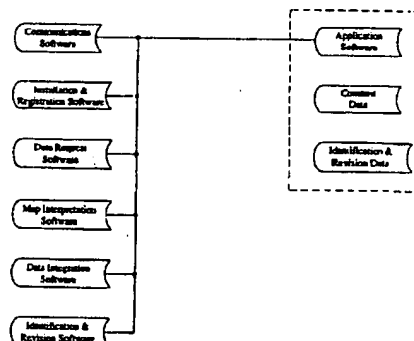 Communications
Software
Installation &
Registration Software
Data Request
Software
Map Interpretation
Software
Data Integration
Software
Identification &
Revision Software
Application
Software
Content
Data
Identification &
Revision Data